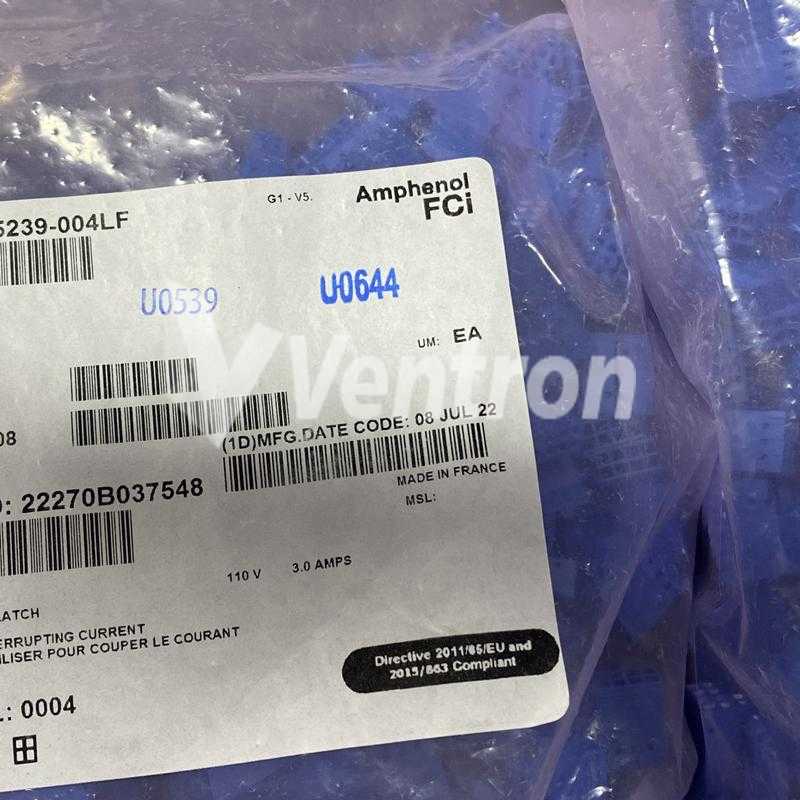 G1 - V5.
Amphenol
FCi
5239-004LF
U0539
U0644
UM: EA
Ventron
08
(1D)MFG.DATE CODE: 08 JUL 22
MADE IN FRANCE
MSL:
: 22270B037548
110 V 3.0 AMPS
LATCH
ERRUPTING CURRENT
ILISER POUR COUPER LE COURANT
Directive 2011/65/EU and
2015/863 Compliant
L: 0004